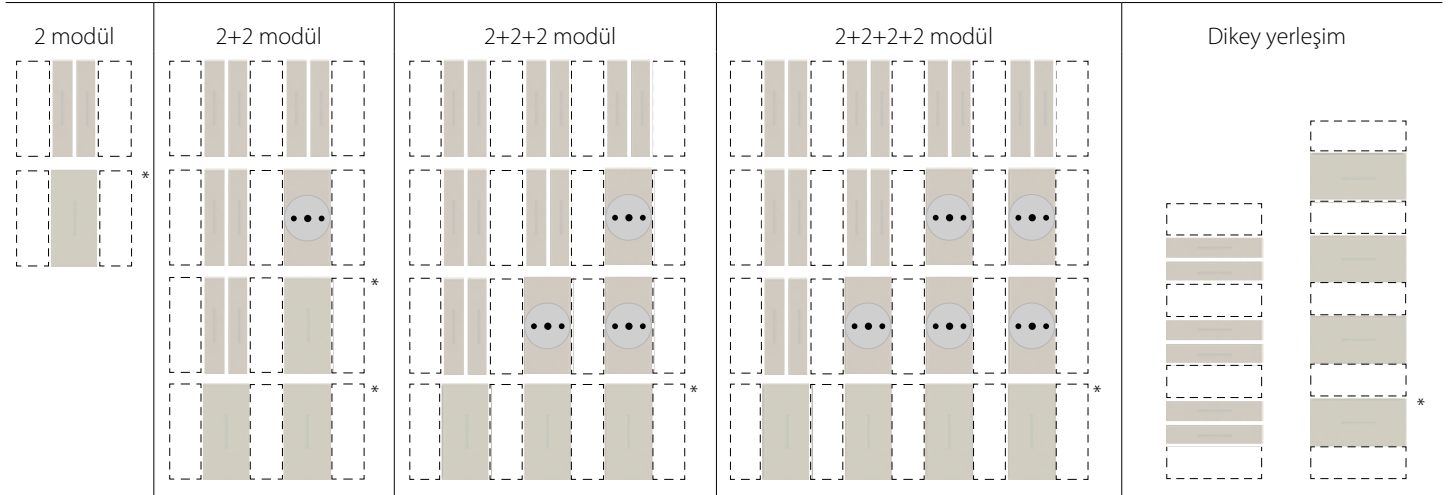 2 modül
2+2 modül
2+2+2 modül
2+2+2+2 modül
Dikey yerleşim
*
*
*
*
*
*